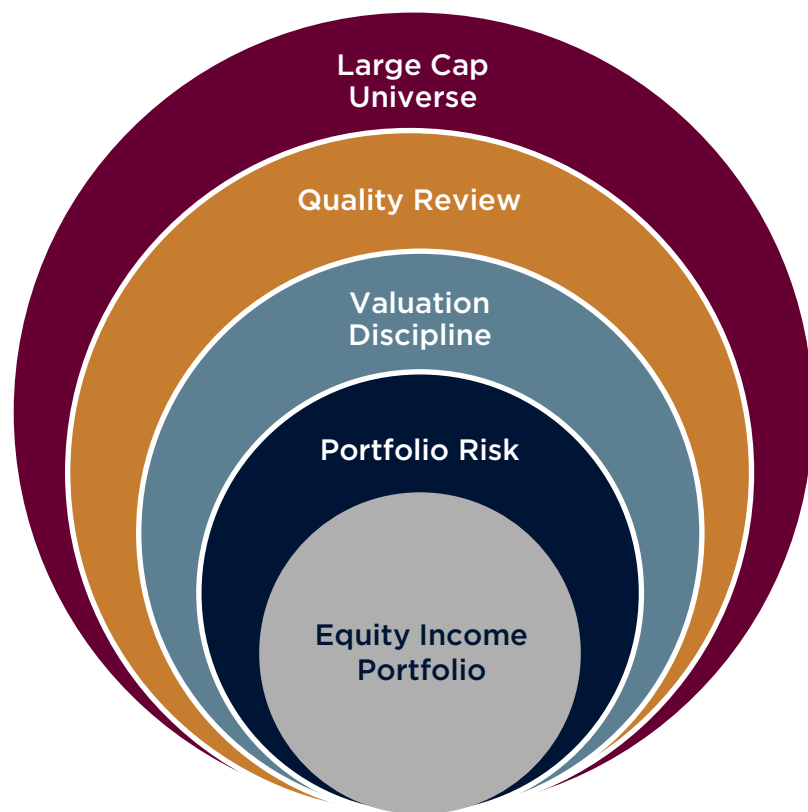 Large Cap
Universe
Quality Review
Valuation
Discipline
Portfolio Risk
Equity Income
Portfolio